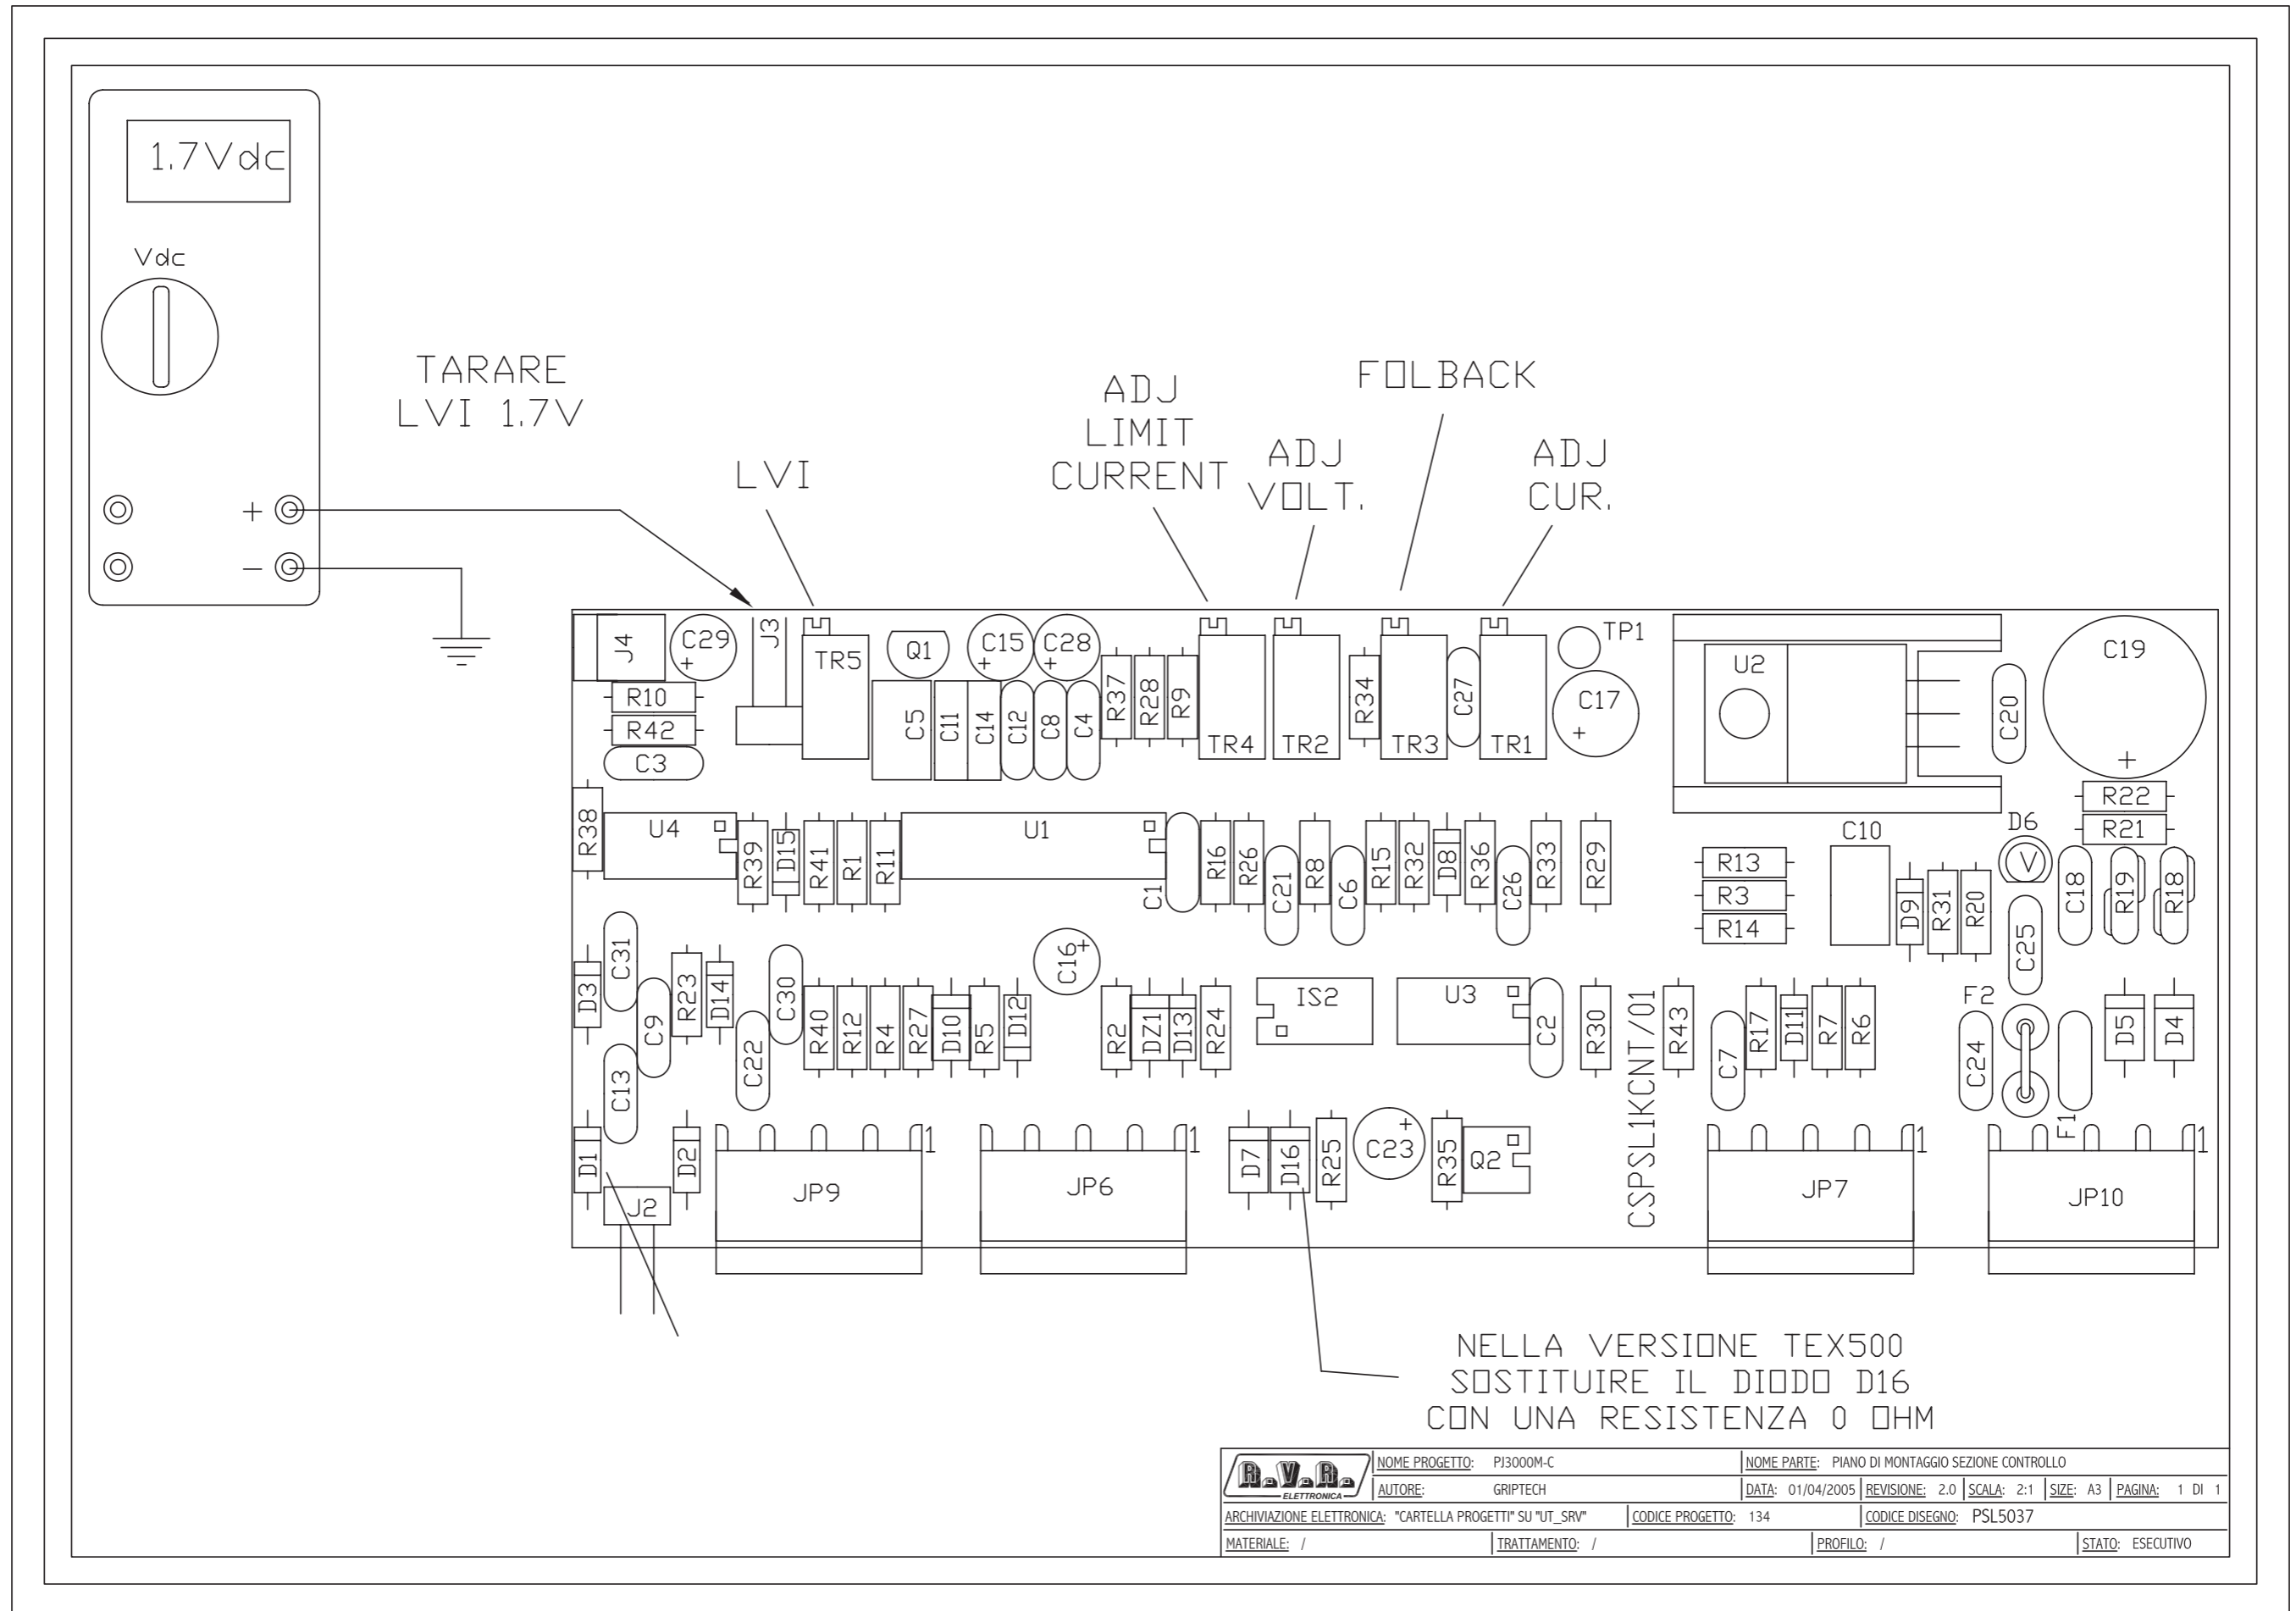 1.7Vdc
Vdc
+
−
TARARE
LVI 1.7V
LVI
ADJ
LIMIT
CURRENT
ADJ
VOLT.
FOLBACK
ADJ
CUR.
J4
C29
+
J3
TR5
Q1
C15
+
C28
+
TP1
U2
C19
+
R10
R42
C3
C5
C11
C14
C12
C8
C4
R37
R28
R9
TR4
TR2
R34
TR3
C27
TR1
C17
+
C20
R22
R21
R38
U4
R39
D15
R41
R1
R11
U1
C1
R16
R26
C21
R8
C6
R15
R32
D8
R36
C26
R33
R29
R13
R3
R14
C10
D9
R31
R20
D6
V
C25
C18
R19
R18
D3
C31
C9
R23
D14
C30
C22
C13
R40
R12
R4
R27
D10
R5
D12
C16
+
R2
DZ1
D13
R24
IS2
U3
C2
R30
CSPSL1KCNT/01
R43
C7
R17
D11
R7
R6
F2
C24
F1
D5
D4
D1
D2
J2
JP9
1
JP6
1
D7
D16
R25
C23
+
R35
Q2
JP7
1
JP10
1
NELLA VERSIONE TEX500
SOSTITUIRE IL DIODO D16
CON UNA RESISTENZA 0 OHM
R.V.R.
ELETTRONICA
NOME PROGETTO: PJ3000M-C
NOME PARTE: PIANO DI MONTAGGIO SEZIONE CONTROLLO
AUTORE: GRIPTECH
DATA: 01/04/2005 REVISIONE: 2.0 SCALA: 2:1 SIZE: A3 PAGINA: 1 DI 1
ARCHIVIAZIONE ELETTRONICA: "CARTELLA PROGETTI" SU "UT_SRV" CODICE PROGETTO: 134 CODICE DISEGNO: PSL5037
MATERIALE: / TRATTAMENTO: / PROFILO: / STATO: ESECUTIVO